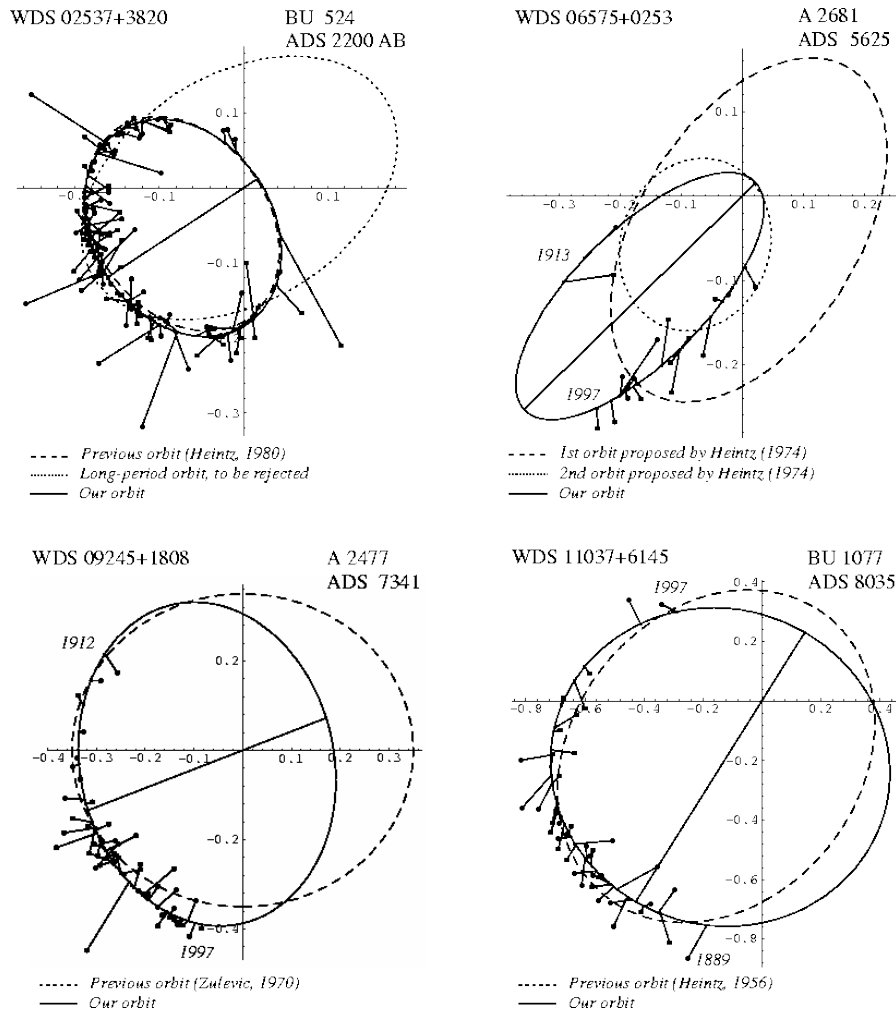 WDS 02537+3820 BU 524
ADS 2200 AB
0.1
-0.1
0.1
-0.1
-0.3
Previous orbit (Heintz, 1980)
Long-period orbit, to be rejected
Our orbit
WDS 06575+0253 A 2681
ADS 5625
0.1
-0.3
-0.2
-0.1
0.1
0.2
1913
-0.1
-0.2
1997
1st orbit proposed by Heintz (1974)
2nd orbit proposed by Heintz (1974)
Our orbit
WDS 09245+1808 A 2477
ADS 7341
1912
0.2
-0.4
-0.3
-0.2
-0.1
0.1
0.2
0.3
-0.2
-0.4
1997
Previous orbit (Zulevic, 1970)
Our orbit
WDS 11037+6145 BU 1077
ADS 8035
1997
0.4
0.2
-0.8
-0.6
-0.4
-0.2
0.2
0.4
-0.2
-0.4
-0.6
-0.8
1889
Previous orbit (Heintz, 1956)
Our orbit